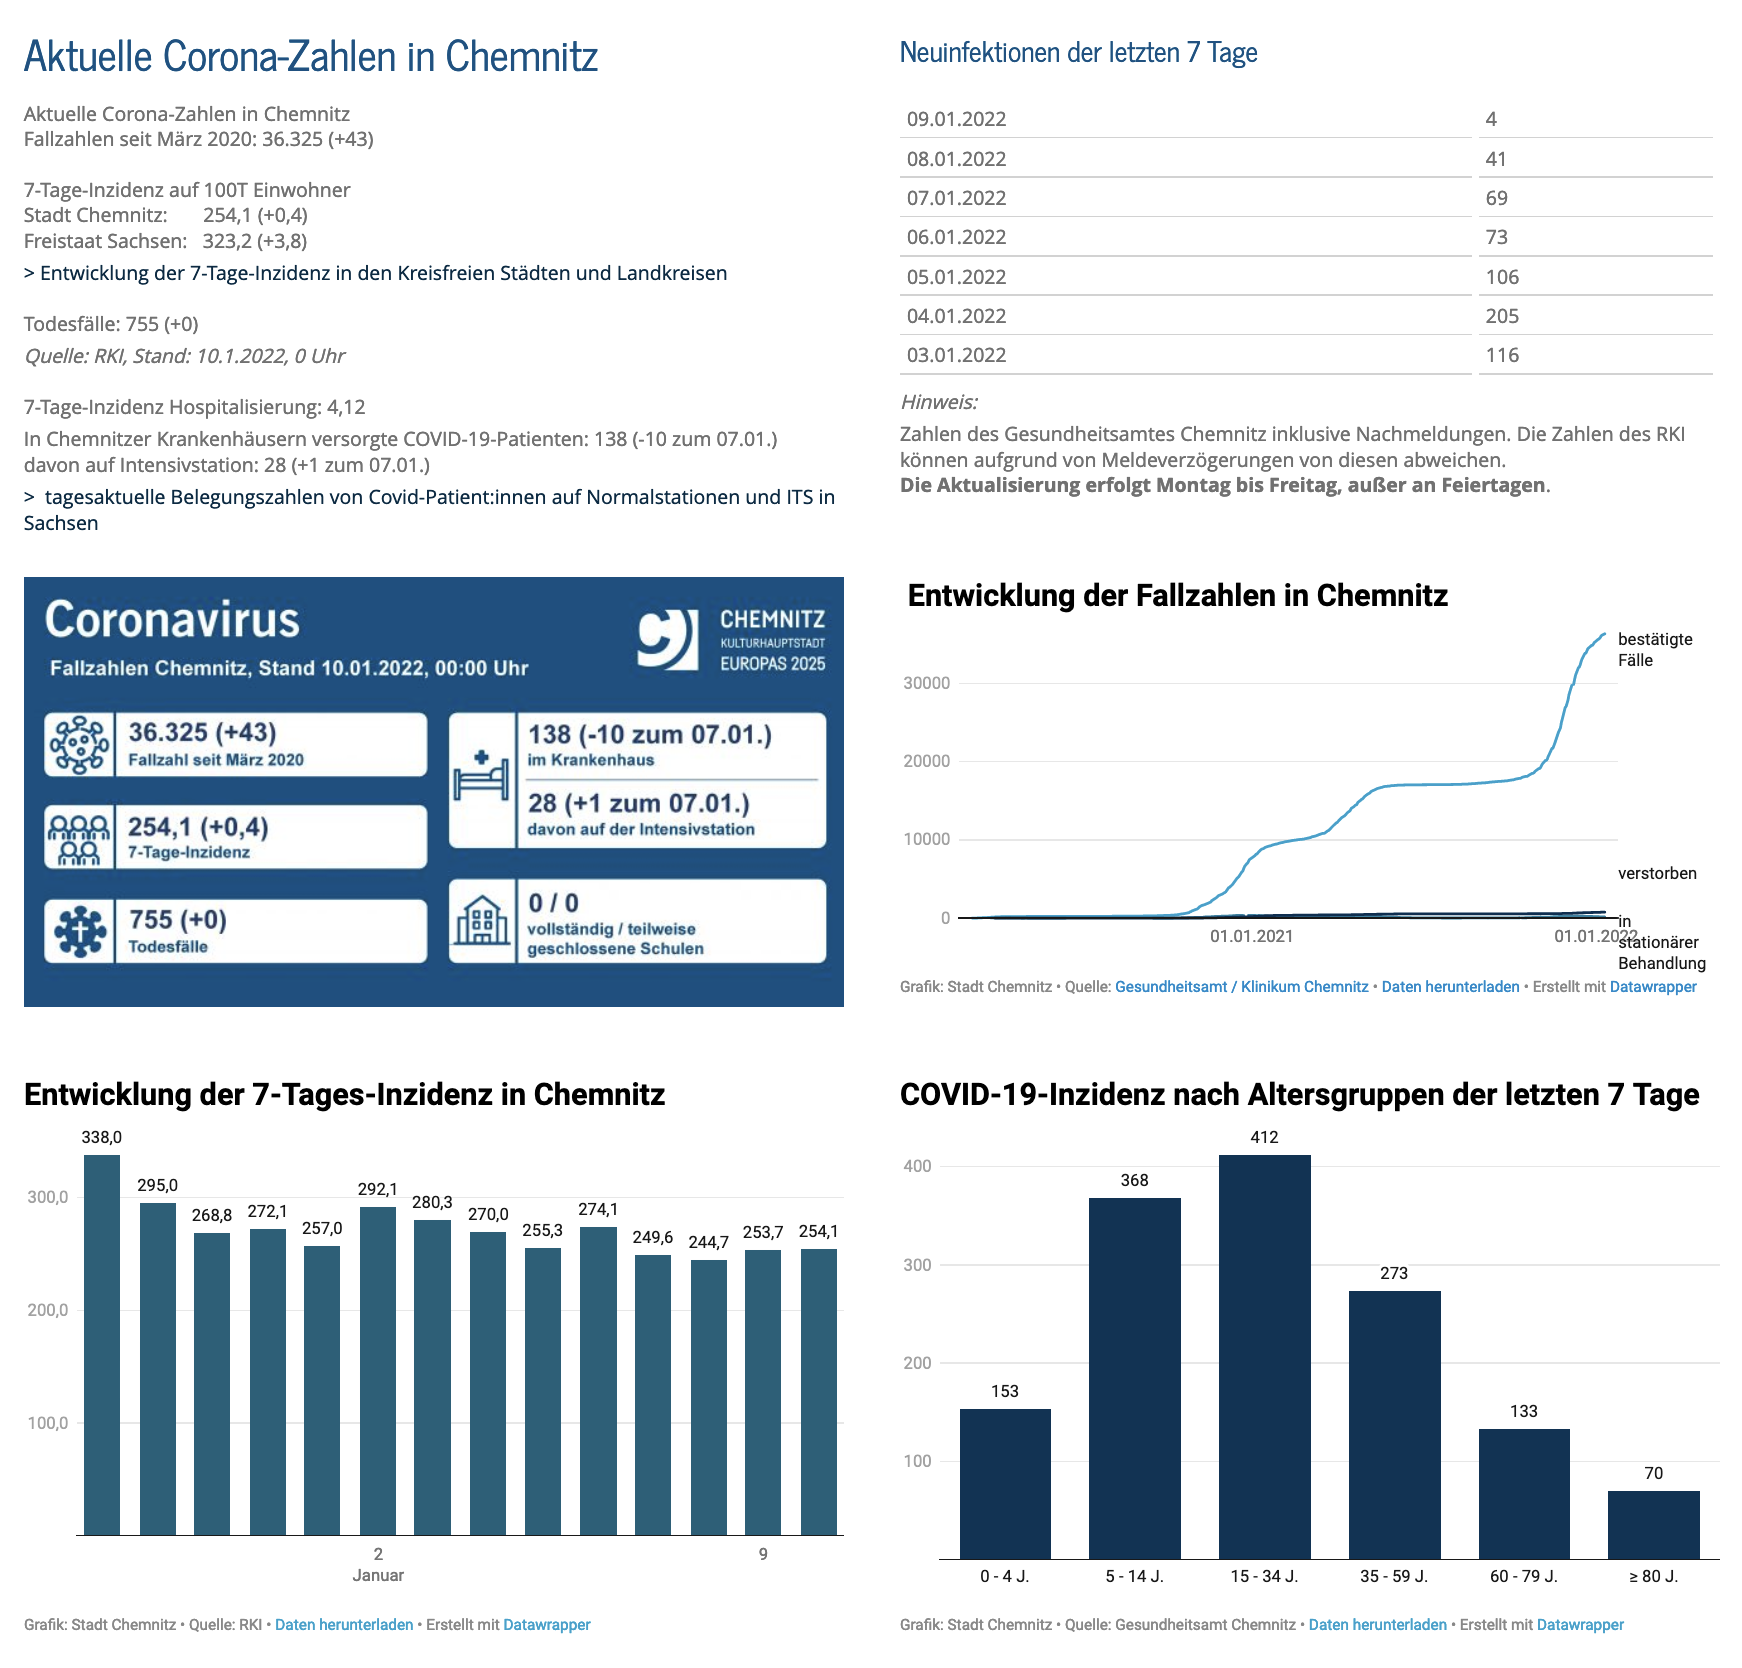 Aktuelle Corona-Zahlen in Chemnitz
Aktuelle Corona-Zahlen in Chemnitz
Fallzahlen seit März 2020: 36.325 (+43)
7-Tage-Inzidenz auf 100T Einwohner
Stadt Chemnitz: 254,1 (+0,4)
Freistaat Sachsen: 323,2 (+3,8)
> Entwicklung der 7-Tage-Inzidenz in den Kreisfreien Städten und Landkreisen
Todesfälle: 755 (+0)
Quelle: RKI, Stand: 10.1.2022, 0 Uhr
7-Tage-Inzidenz Hospitalisierung: 4,12
In Chemnitzer Krankenhäusern versorgte COVID-19-Patienten: 138 (-10 zum 07.01.)
davon auf Intensivstation: 28 (+1 zum 07.01.)
> tagesaktuelle Belegungszahlen von Covid-Patient:innen auf Normalstationen und ITS in
Sachsen
Neuinfektionen der letzten 7 Tage
09.01.2022 4
08.01.2022 41
07.01.2022 69
06.01.2022 73
05.01.2022 106
04.01.2022 205
03.01.2022 116
Hinweis:
Zahlen des Gesundheitsamtes Chemnitz inklusive Nachmeldungen. Die Zahlen des RKI
können aufgrund von Meldeverzögerungen von diesen abweichen.
Die Aktualisierung erfolgt Montag bis Freitag, außer an Feiertagen.
Coronavirus
Fallzahlen Chemnitz, Stand 10.01.2022, 00:00 Uhr
CHEMNITZ
KULTURHAUPTSTADT
EUROPAS 2025
36.325 (+43)
Fallzahl seit März 2020
254,1 (+0,4)
7-Tage-Inzidenz
755 (+0)
Todesfälle
138 (-10 zum 07.01.)
im Krankenhaus
28 (+1 zum 07.01.)
davon auf der Intensivstation
0 / 0
vollständig / teilweise
geschlossene Schulen
Entwicklung der Fallzahlen in Chemnitz
bestätigte
Fälle
30000
20000
10000
verstorben
0
in
stationärer
Behandlung
01.01.2021 01.01.2022
Grafik: Stadt Chemnitz • Quelle: Gesundheitsamt / Klinikum Chemnitz • Daten herunterladen • Erstellt mit Datawrapper
Entwicklung der 7-Tages-Inzidenz in Chemnitz
338,0 295,0 268,8 272,1 257,0 292,1 280,3 270,0 255,3 274,1 249,6 244,7 253,7 254,1
300,0
200,0
100,0
2 9
Januar
Grafik: Stadt Chemnitz • Quelle: RKI • Daten herunterladen • Erstellt mit Datawrapper
COVID-19-Inzidenz nach Altersgruppen der letzten 7 Tage
400
300
200
100
153 368 412 273 133 70
0 - 4 J. 5 - 14 J. 15 - 34 J. 35 - 59 J. 60 - 79 J. ≥ 80 J.
Grafik: Stadt Chemnitz • Quelle: Gesundheitsamt Chemnitz • Daten herunterladen • Erstellt mit Datawrapper